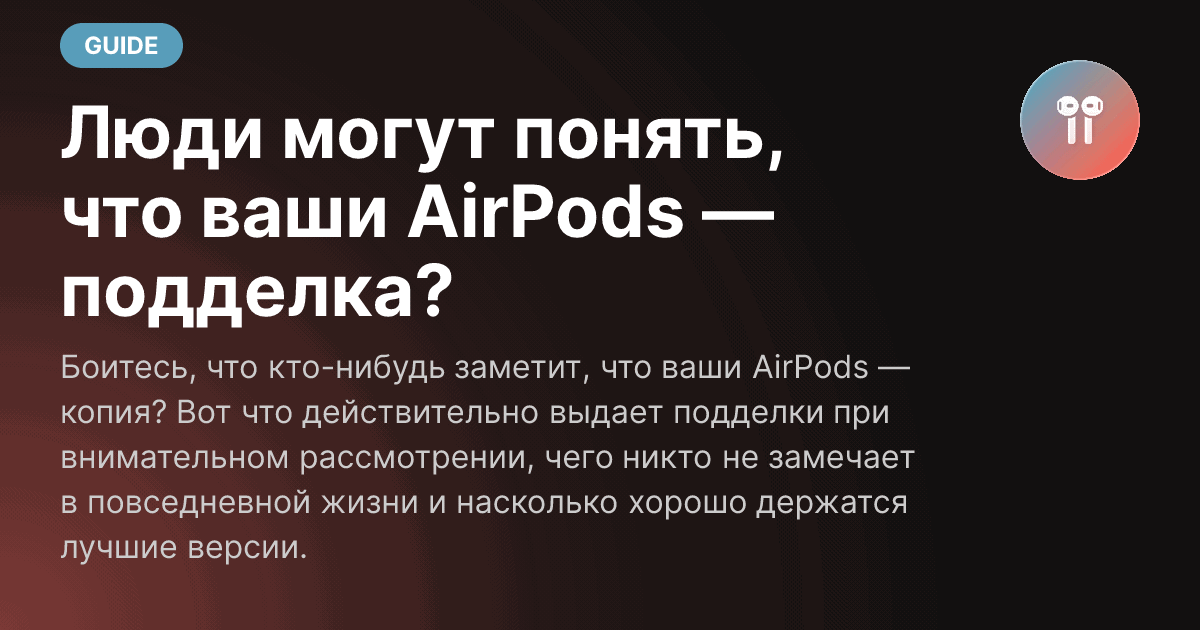 GUIDE
Люди могут понять,
что ваши AirPods —
подделка?
Боитесь, что кто-нибудь заметит, что ваши AirPods —
копия? Вот что действительно выдает подделки при
внимательном рассмотрении, чего никто не замечает
в повседневной жизни и насколько хорошо держатся
лучшие версии.